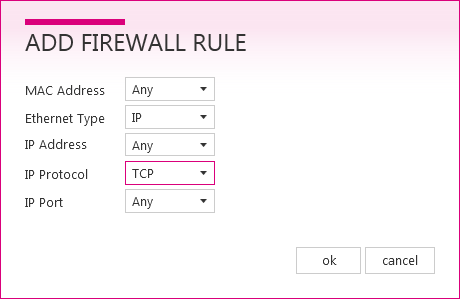 ADD FIREWALL RULE
MAC Address Any
Ethernet Type IP
IP Address Any
IP Protocol TCP
IP Port Any
ok cancel